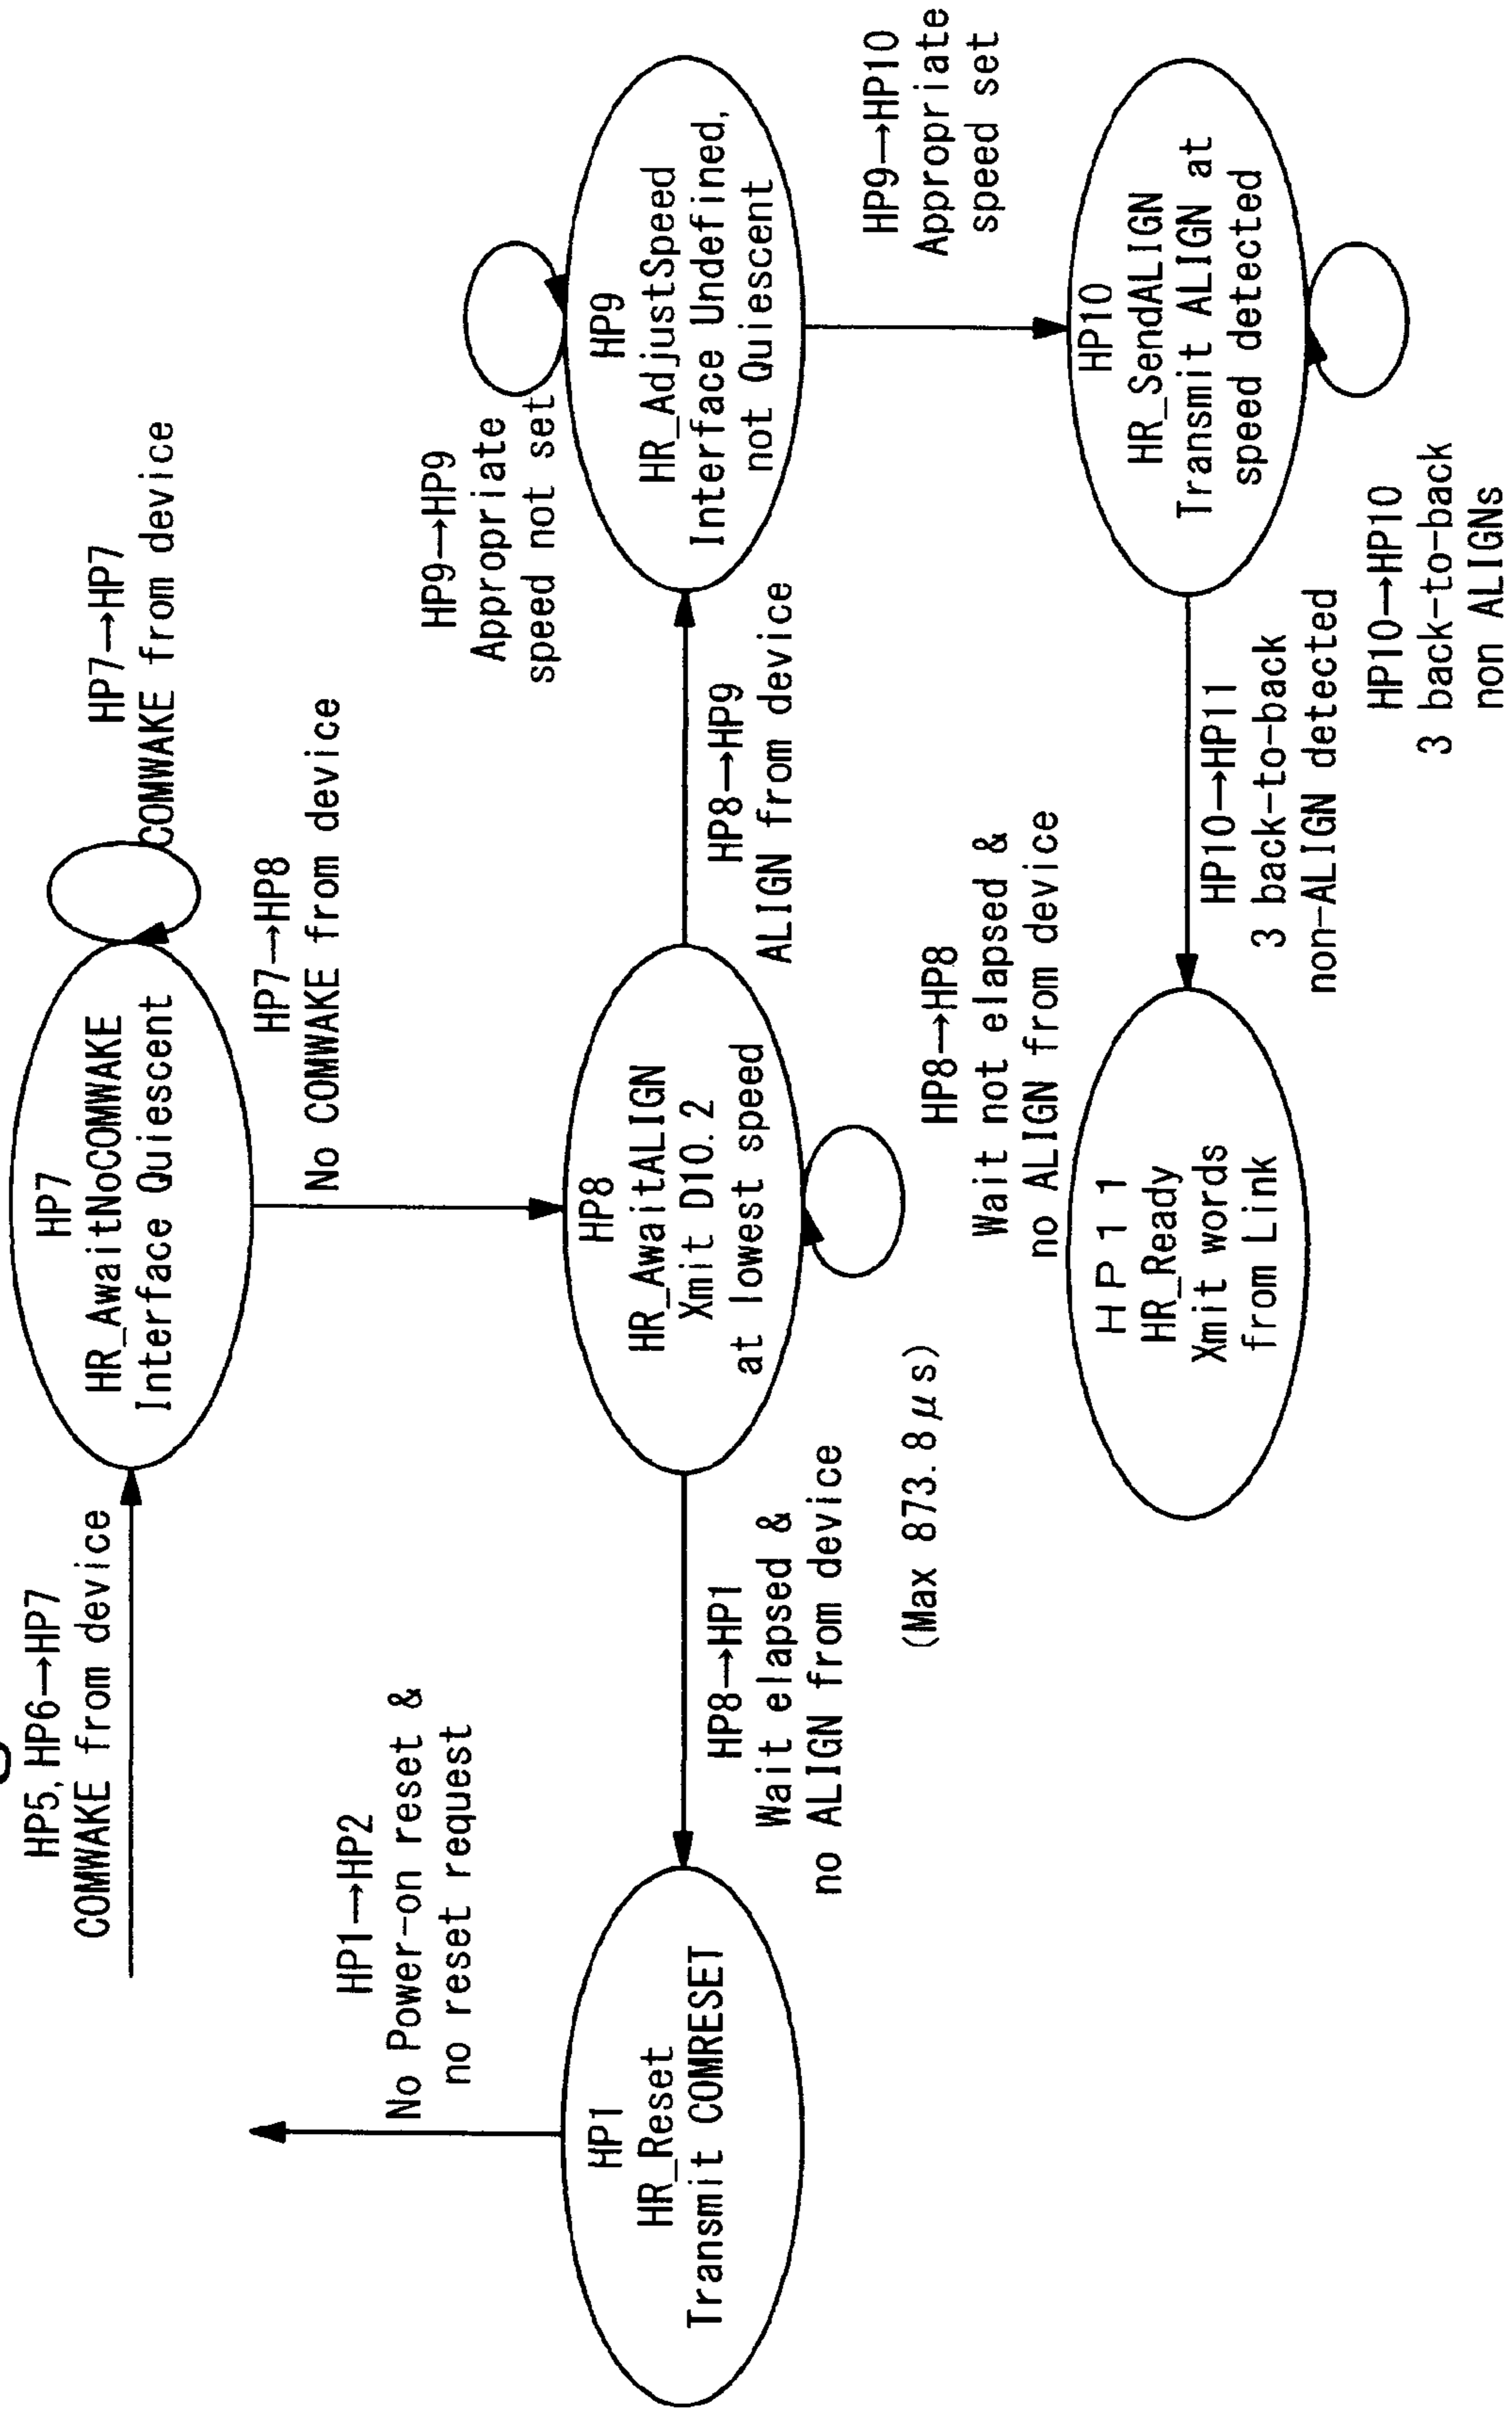 HP5, HP6→HP7
COMWAKE from device
HP7
HR_AwaitNoCOMWAKE
Interface Quiescent
HP7→HP7
COMWAKE from device
HP7→HP8
No COMWAKE from device
HP1→HP2
No Power-on reset &
no reset request
HP1
HR_Reset
Transmit COMRESET
HP8→HP1
Wait elapsed &
no ALIGN from device
(Max 873.8μs)
HP8
HR_AwaitALIGN
Xmit D10.2
at lowest speed
HP8→HP8
Wait not elapsed &
no ALIGN from device
HP8→HP9
ALIGN from device
HP9→HP9
Appropriate
speed not set
HP9
HR_AdjustSpeed
Interface Undefined,
not Quiescent
HP9→HP10
Appropriate
speed set
HP11
HR_Ready
Xmit words
from Link
HP10→HP11
3 back-to-back
non-ALIGN detected
HP10
HR_SendALIGN
Transmit ALIGN at
speed detected
HP10→HP10
3 back-to-back
non ALIGNs